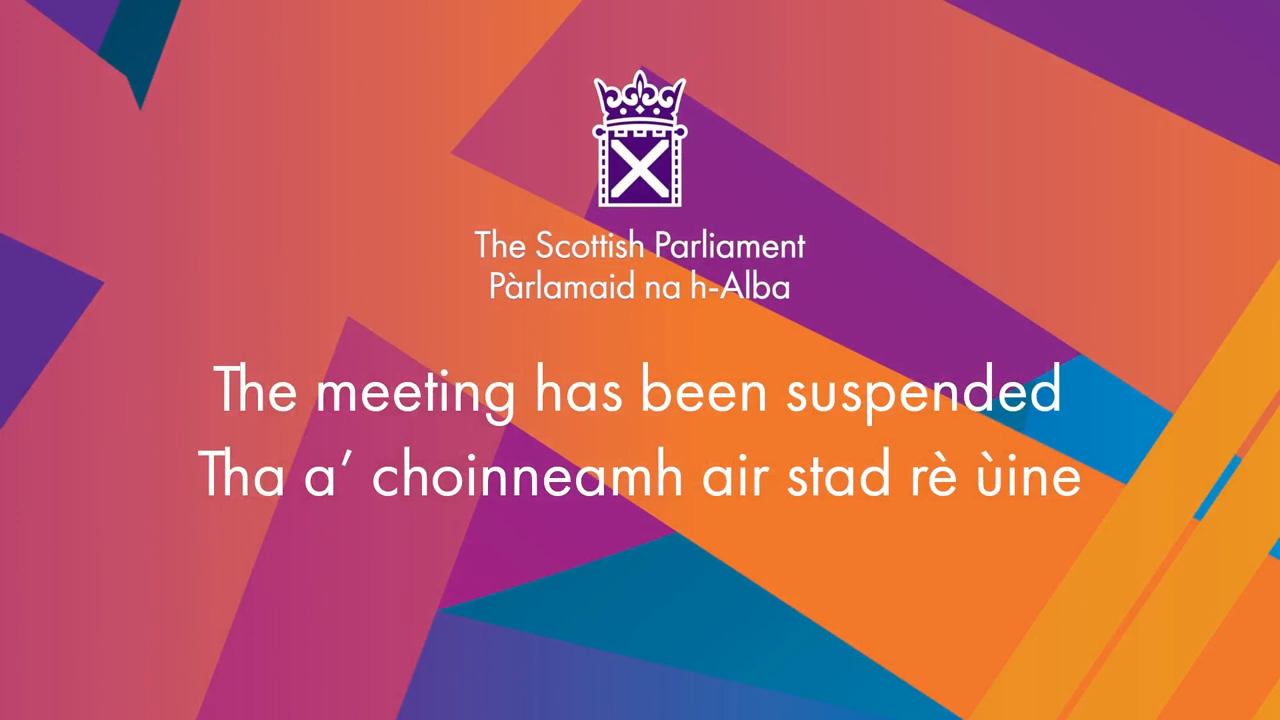 The Scottish Parliament
Pàrlamaid na h-Alba
The meeting has been suspended
Tha a’ choinneamh air stad rè ùine